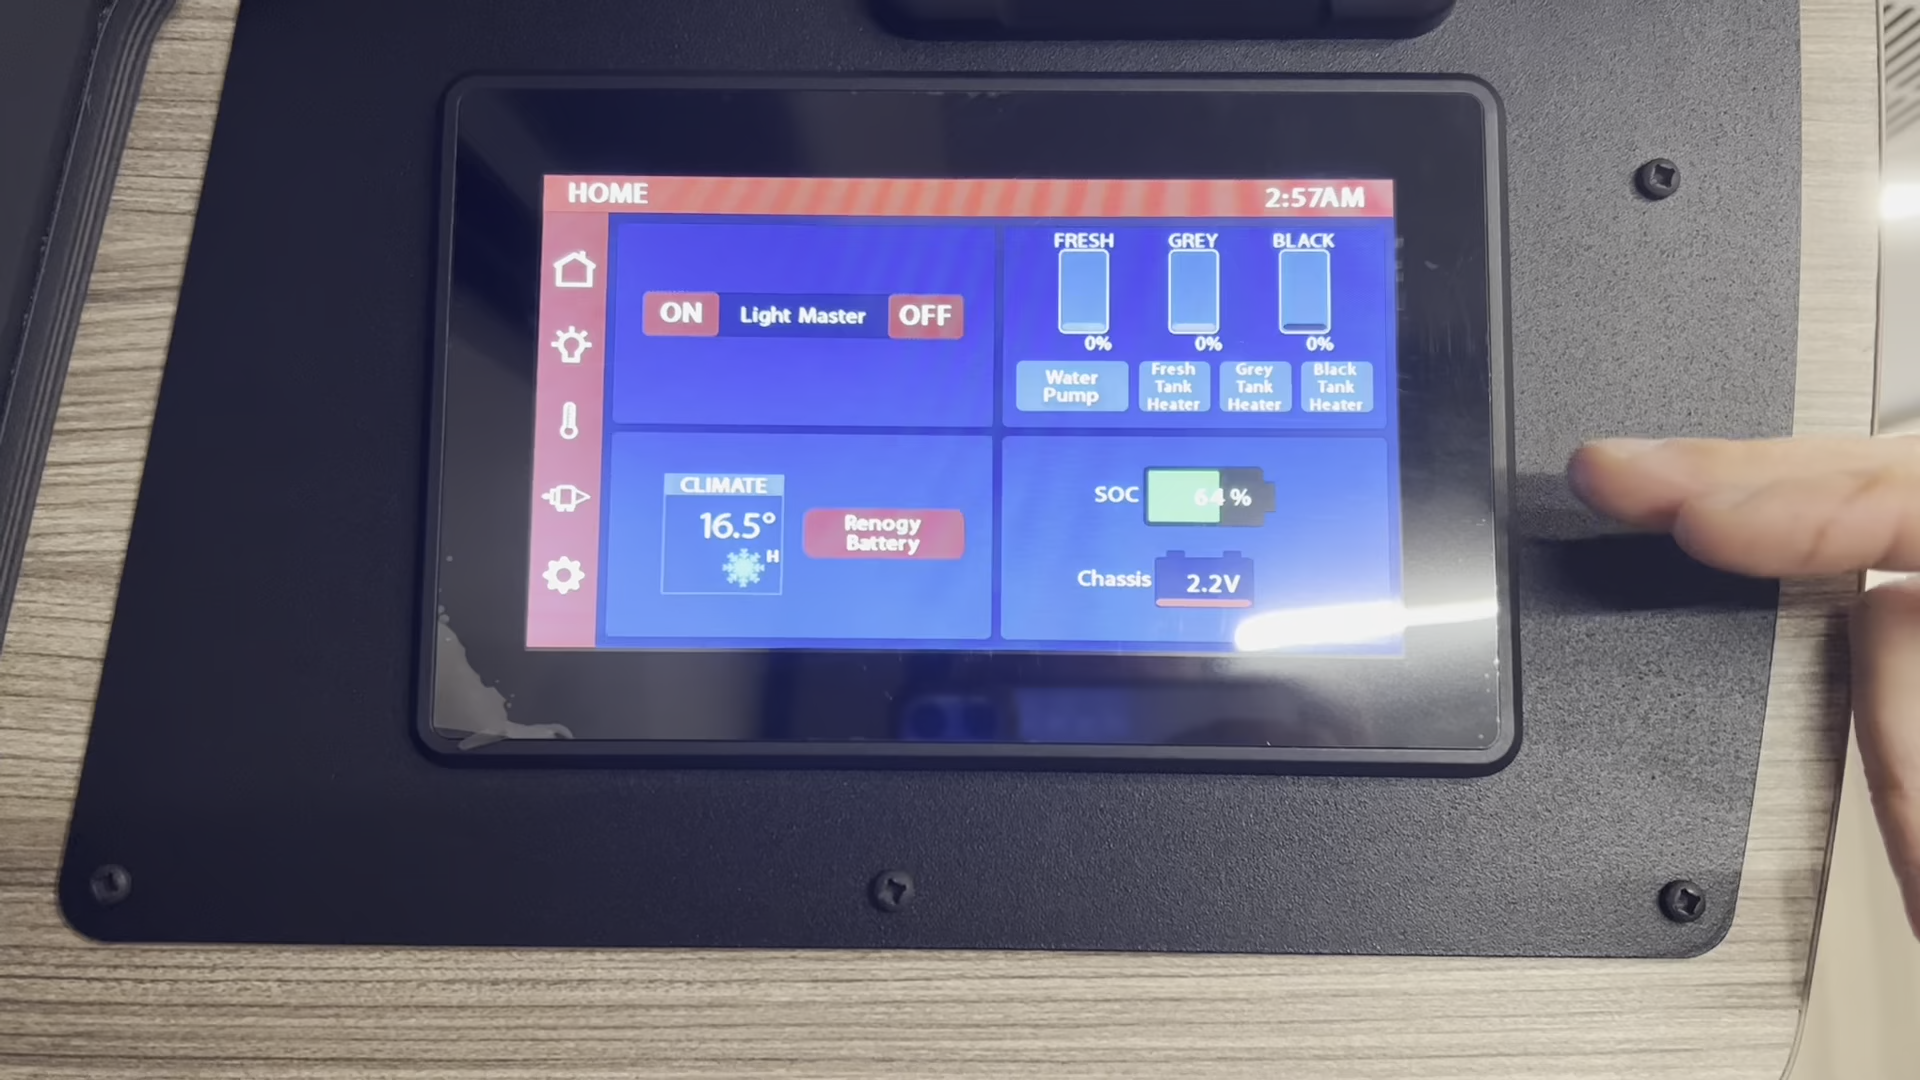 HOME
2:57AM
ON
Light Master
OFF
FRESH
GREY
BLACK
0%
0%
0%
Water
Pump
Fresh
Tank
Heater
Grey
Tank
Heater
Black
Tank
Heater
CLIMATE
16.5°
H
Renogy
Battery
SOC
64 %
Chassis
2.2V